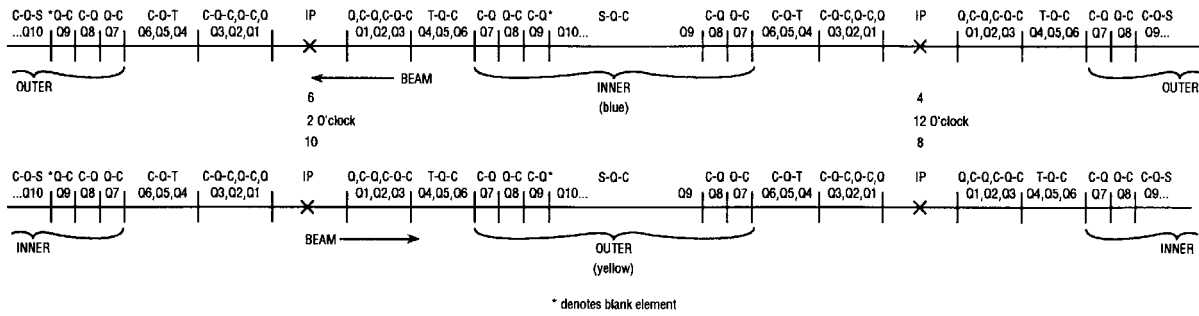 C-Q-S *Q-C C-Q Q-C C-Q-T C-Q-C,Q-C,Q IP Q,C-Q,C-Q-C T-Q-C C-Q Q-C C-Q* S-Q-C C-Q Q-C C-Q-T C-Q-C,Q-C,Q IP Q,C-Q,C-Q-C T-Q-C C-Q Q-C C-Q-S
...Q10 Q9 Q8 Q7 Q6,Q5,Q4 Q3,Q2,Q1 Q1,Q2,Q3 Q4,Q5,Q6 Q7 Q8 Q9 Q10... Q9 Q8 Q7 Q6,Q5,Q4 Q3,Q2,Q1 Q1,Q2,Q3 Q4,Q5,Q6 Q7 Q8 Q9...
OUTER BEAM INNER OUTER
(blue)
6 4
2 O'clock 12 O'clock
10 8
C-Q-S *Q-C C-Q Q-C C-Q-T C-Q-C,Q-C,Q IP Q,C-Q,C-Q-C T-Q-C C-Q Q-C C-Q* S-Q-C C-Q Q-C C-Q-T C-Q-C,Q-C,Q IP Q,C-Q,C-Q-C T-Q-C C-Q Q-C C-Q-S
...Q10 Q9 Q8 Q7 Q6,Q5,Q4 Q3,Q2,Q1 Q1,Q2,Q3 Q4,Q5,Q6 Q7 Q8 Q9 Q10... Q9 Q8 Q7 Q6,Q5,Q4 Q3,Q2,Q1 Q1,Q2,Q3 Q4,Q5,Q6 Q7 Q8 Q9...
INNER BEAM OUTER INNER
(yellow)
* denotes blank element